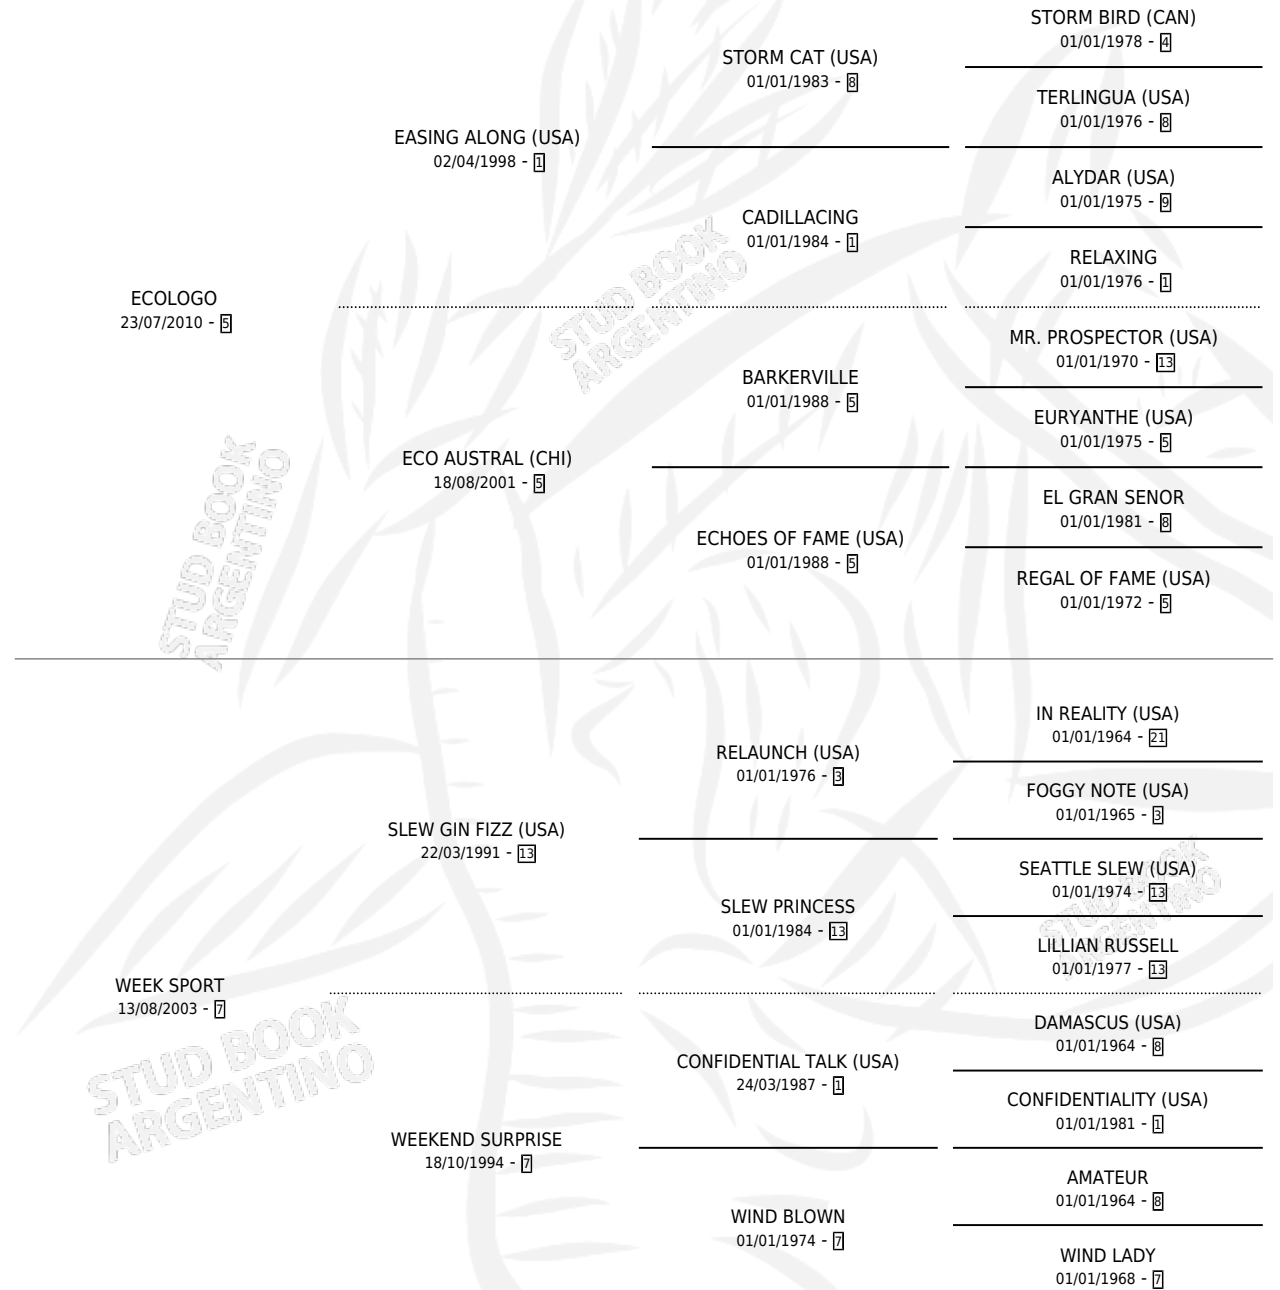 STORM BIRD (CAN)
01/01/1978 - 4
STORM CAT (USA)
01/01/1983 - 8
TERLINGUA (USA)
01/01/1976 - 8
EASING ALONG (USA)
02/04/1998 - 1
ALYDAR (USA)
01/01/1975 - 9
CADILLACING
01/01/1984 - 1
RELAXING
01/01/1976 - 1
ECOLOGO
23/07/2010 - 5
MR. PROSPECTOR (USA)
01/01/1970 - 13
BARKERVILLE
01/01/1988 - 5
EURYANTHE (USA)
01/01/1975 - 5
ECO AUSTRAL (CHI)
18/08/2001 - 5
EL GRAN SENOR
01/01/1981 - 8
ECHOES OF FAME (USA)
01/01/1988 - 5
REGAL OF FAME (USA)
01/01/1972 - 5
IN REALITY (USA)
01/01/1964 - 21
RELAUNCH (USA)
01/01/1976 - 3
FOGGY NOTE (USA)
01/01/1965 - 3
SLEW GIN FIZZ (USA)
22/03/1991 - 13
SEATTLE SLEW (USA)
01/01/1974 - 13
SLEW PRINCESS
01/01/1984 - 13
LILLIAN RUSSELL
01/01/1977 - 13
WEEK SPORT
13/08/2003 - 7
DAMASCUS (USA)
01/01/1964 - 8
CONFIDENTIAL TALK (USA)
24/03/1987 - 1
CONFIDENTIALITY (USA)
01/01/1981 - 1
WEEKEND SURPRISE
18/10/1994 - 7
AMATEUR
01/01/1964 - 8
WIND BLOWN
01/01/1974 - 7
WIND LADY
01/01/1968 - 7
STUD BOOK
ARGENTINO
STUD BOOK
ARGENTINO
STUD BOOK
ARGENTINO
STUD BOOK
ARGENTINO